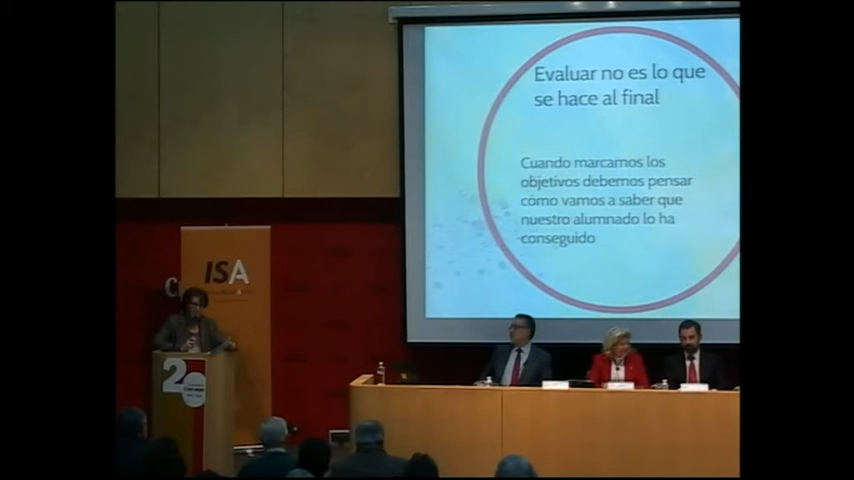 Evaluar no es lo que
se hace al final
Cuando marcamos los
objetivos debemos pensar
cómo vamos a saber que
nuestro alumnado lo ha
conseguido
ISA
20